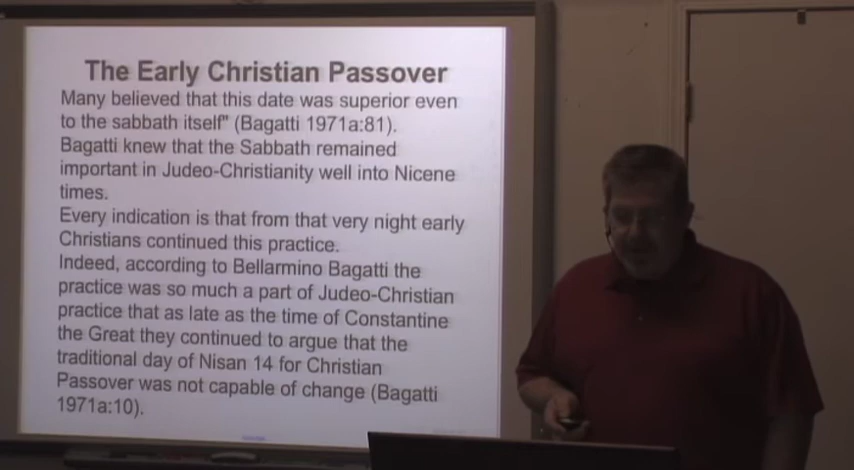 The Early Christian Passover
Many believed that this date was superior even
to the sabbath itself" (Bagatti 1971a:81).
Bagatti knew that the Sabbath remained
important in Judeo-Christianity well into Nicene
times.
Every indication is that from that very night early
Christians continued this practice.
Indeed, according to Bellarmino Bagatti the
practice was so much a part of Judeo-Christian
practice that as late as the time of Constantine
the Great they continued to argue that the
traditional day of Nisan 14 for Christian
Passover was not capable of change (Bagatti
1971a:10).